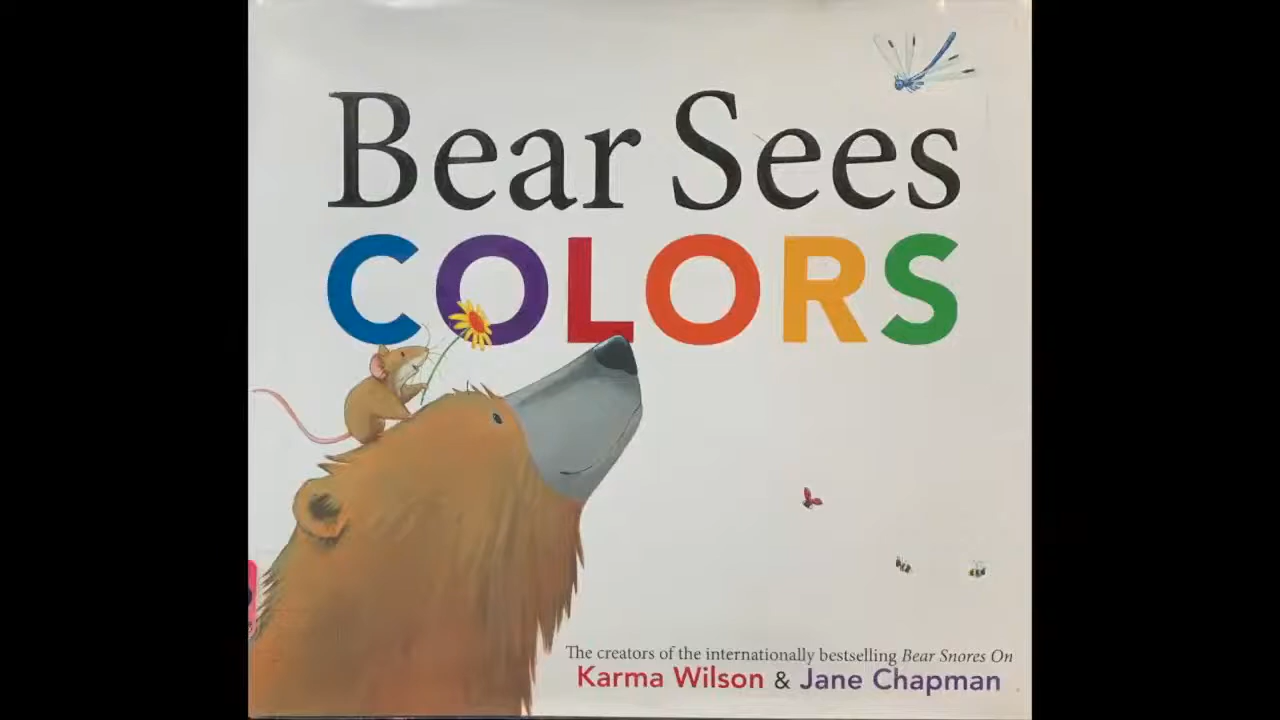 Bear Sees
COLORS
The creators of the internationally bestselling Bear Snores On
Karma Wilson & Jane Chapman